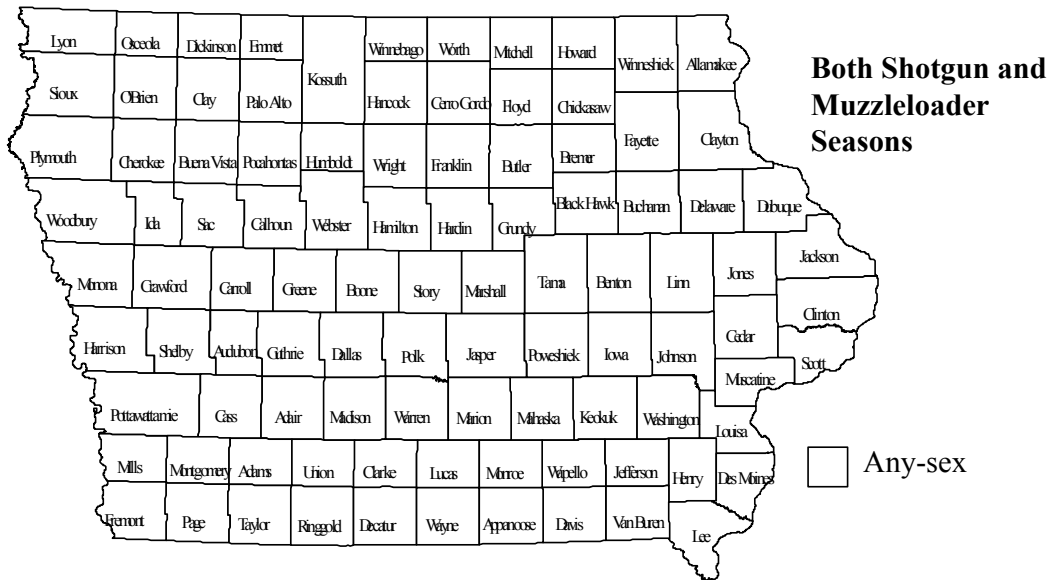 Lyon Osceola Dickinson Emmet Winnebago Worth Mitchell Howard
Kossuth Winneshiek Allamakee
Both Shotgun and
Muzzleloader
Seasons
Sioux O'Brien Clay Palo Alto Hancock Cerro Gordo Floyd Chickasaw
Fayette Clayton
Plymouth Cherokee Buena Vista Pocahontas Humboldt Wright Franklin Butler Bremer
Woodbury Ida Sac Calhoun Webster Hamilton Hardin Grundy Black Hawk Buchanan Delaware Dubuque
Monona Crawford Carroll Greene Boone Story Marshall Tama Benton Linn Jones Jackson
Clinton
Harrison Shelby Audubon Guthrie Dallas Polk Jasper Poweshiek Iowa Johnson Cedar Scott
Muscatine
Pottawattamie Cass Adair Madison Warren Marion Mahaska Keokuk Washington Louisa
Any-sex
Mills Montgomery Adams Union Clarke Lucas Monroe Wapello Jefferson Henry Des Moines
Fremont Page Taylor Ringgold Decatur Wayne Appanoose Davis Van Buren Lee